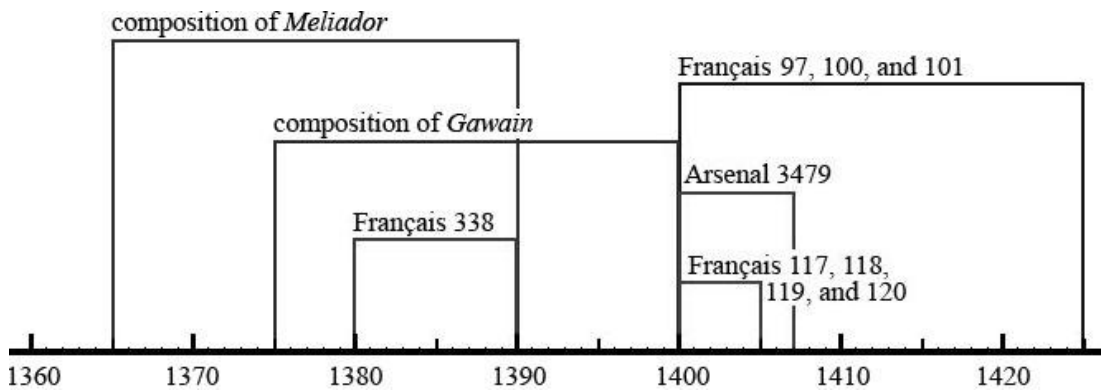 composition of Meliador
Français 97, 100, and 101
composition of Gawain
Arsenal 3479
Français 338
Français 117, 118,
119, and 120
1360 1370 1380 1390 1400 1410 1420